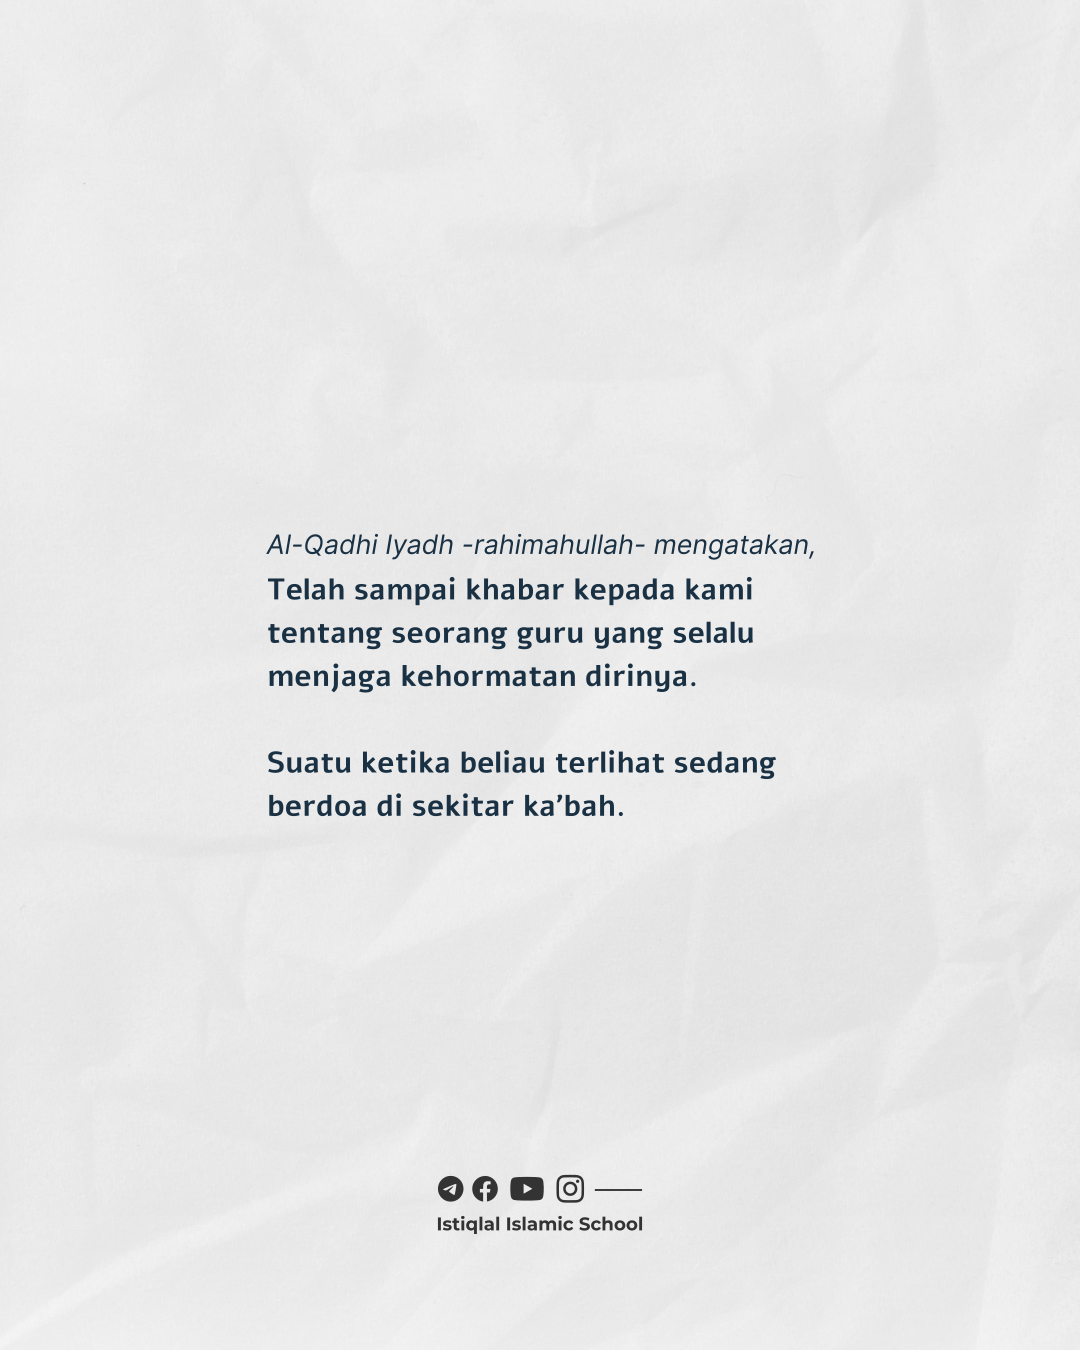 Al-Qadhi Iyadh -rahimahullah- mengatakan,
Telah sampai khabar kepada kami
tentang seorang guru yang selalu
menjaga kehormatan dirinya.
Suatu ketika beliau terlihat sedang
berdoa di sekitar ka’bah.
Istiqlal Islamic School